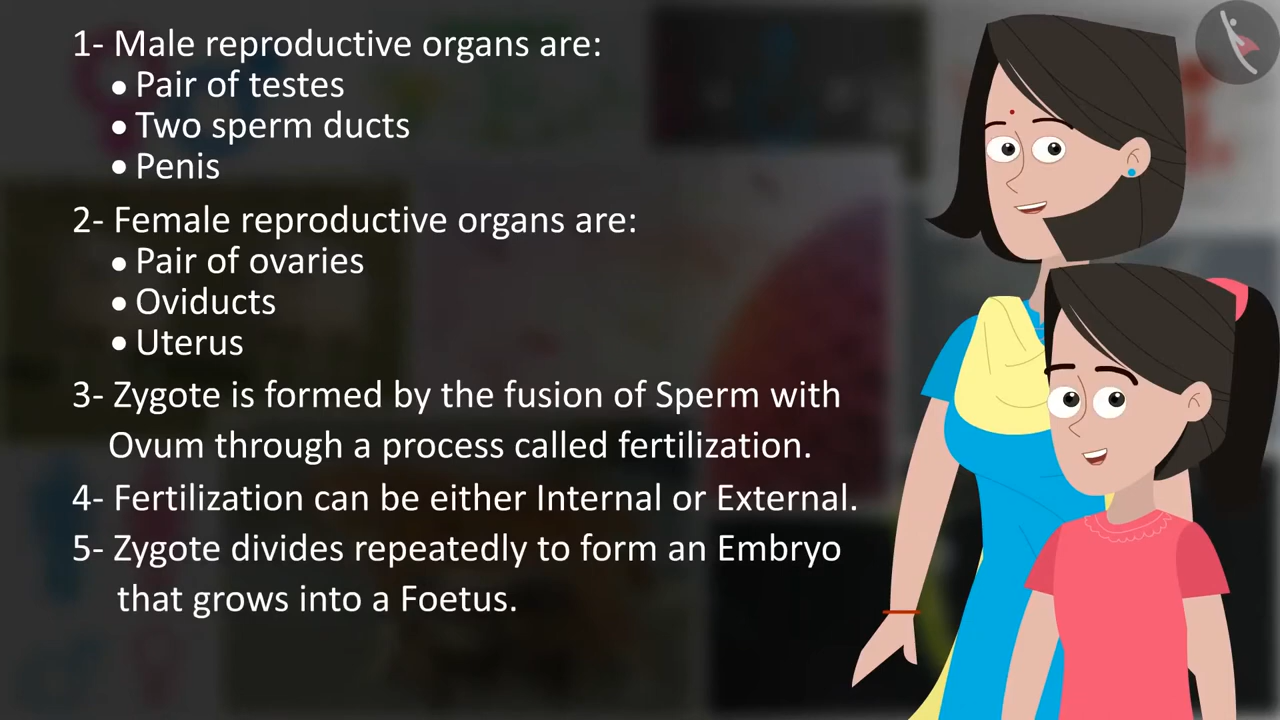 1- Male reproductive organs are:
• Pair of testes
• Two sperm ducts
• Penis
2- Female reproductive organs are:
• Pair of ovaries
• Oviducts
• Uterus
3- Zygote is formed by the fusion of Sperm with
Ovum through a process called fertilization.
4- Fertilization can be either Internal or External.
5- Zygote divides repeatedly to form an Embryo
that grows into a Foetus.